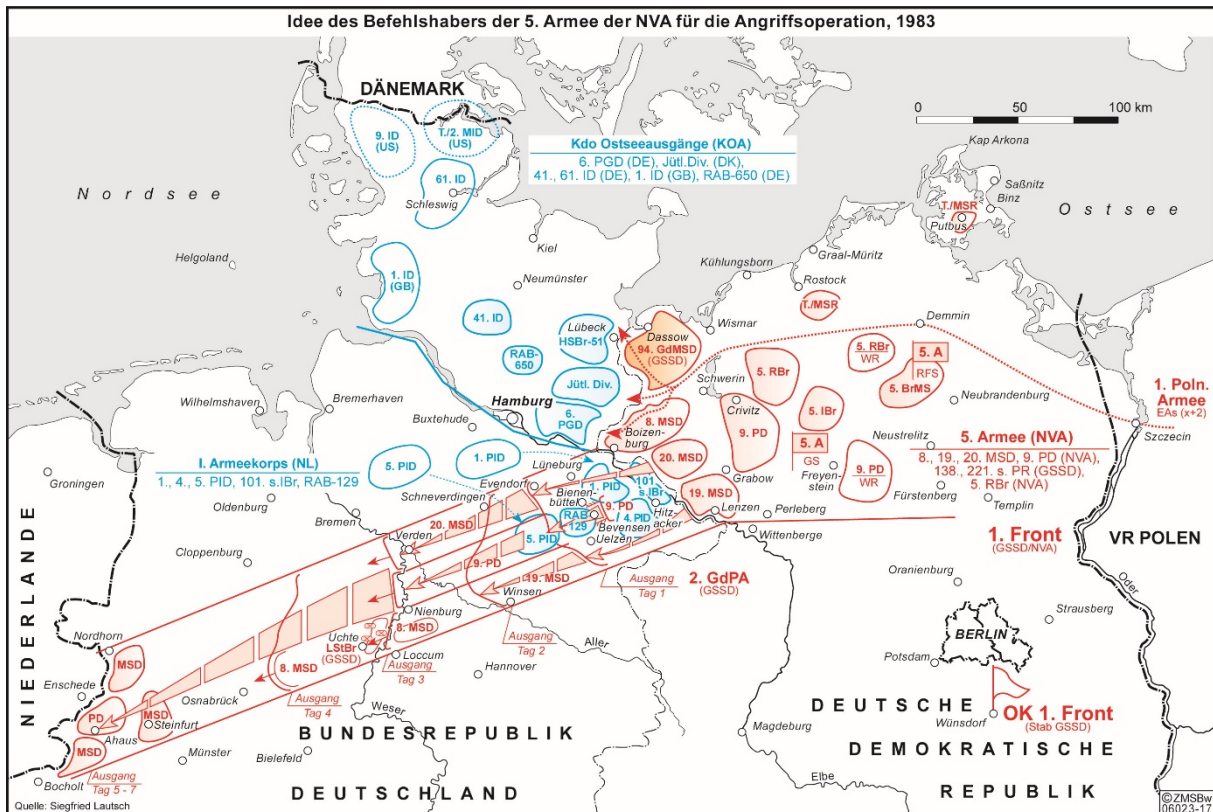 Idee des Befehlshabers der 5. Armee der NVA für die Angriffsoperation, 1983
DÄNEMARK
9. ID
(US)
T./2. MID
(US)
0
50
100 km
Kdo Ostseeausgänge (KOA)
6. PGD (DE), Jütl.Div. (DK),
41., 61. ID (DE), 1. ID (GB), RAB-650 (DE)
Kap Arkona
Nordsee
61. ID
Schleswig
Saßnitz
Binz
T./MSR
Putbus
Ostsee
Kiel
Helgoland
Graal-Müritz
Kühlungsborn
Rostock
1. ID
(GB)
Neumünster
T./MSR
41. ID
Lübeck
HSBr-51
Dassow
Wismar
Demmin
94. GdMSD
(GSSD)
RAB-
650
5. RBr
WR
5. A
RFS
5. RBr
5. BrMS
Schwerin
Jütl. Div.
Wilhelmshaven
Bremerhaven
Hamburg
Crivitz
5. IBr
Neubrandenburg
1. Poln.
Armee
EAs (x+2)
Buxtehude
6.
PGD
8. MSD
9. PD
Szczecin
Boizen-
burg
5. A
GS
Neustrelitz
5. Armee (NVA)
8., 19., 20. MSD, 9. PD (NVA),
138., 221. s. PR (GSSD),
5. RBr (NVA)
I. Armeekorps (NL)
1., 4., 5. PID, 101. s.IBr, RAB-129
5. PID
1. PID
Lüneburg
20. MSD
9. PD
WR
Freyen-
stein
Groningen
Evendorf
1. PID
101.
s.IBr
Grabow
Fürstenberg
Schneverdingen
Bienen-
büttel
19. MSD
Oldenburg
Hitz-
acker
Lenzen
Templin
Bremen
20. MSD
RAB-
129
9. PD
4. PID
Perleberg
Bevensen
Verden
5. PID
Uelzen
Wittenberge
1. Front
(GSSD/NVA)
VR POLEN
Cloppenburg
9. PD
19. MSD
2. GdPA
(GSSD)
Oranienburg
Oder
Ausgang
Tag 1
Winsen
Nienburg
Strausberg
NIEDERLANDE
Nordhorn
Uchte
LStBr
(GSSD)
8. MSD
Aller
Ausgang
Tag 2
BERLIN
MSD
Loccum
Potsdam
8. MSD
Ausgang
Tag 3
Hannover
Enschede
Osnabrück
Ausgang
Tag 4
DEUTSCHE
Wünsdorf
PD
MSD
Steinfurt
Weser
OK 1. Front
(Stab GSSD)
Ahaus
BUNDESREPUBLIK
Magdeburg
MSD
Münster
Bielefeld
DEMOKRATISCHE
Ausgang
Tag 5 - 7
Bocholt
Elbe
DEUTSCHLAND
REPUBLIK
Quelle: Siegfried Lautsch
©ZMSBw
06023-17